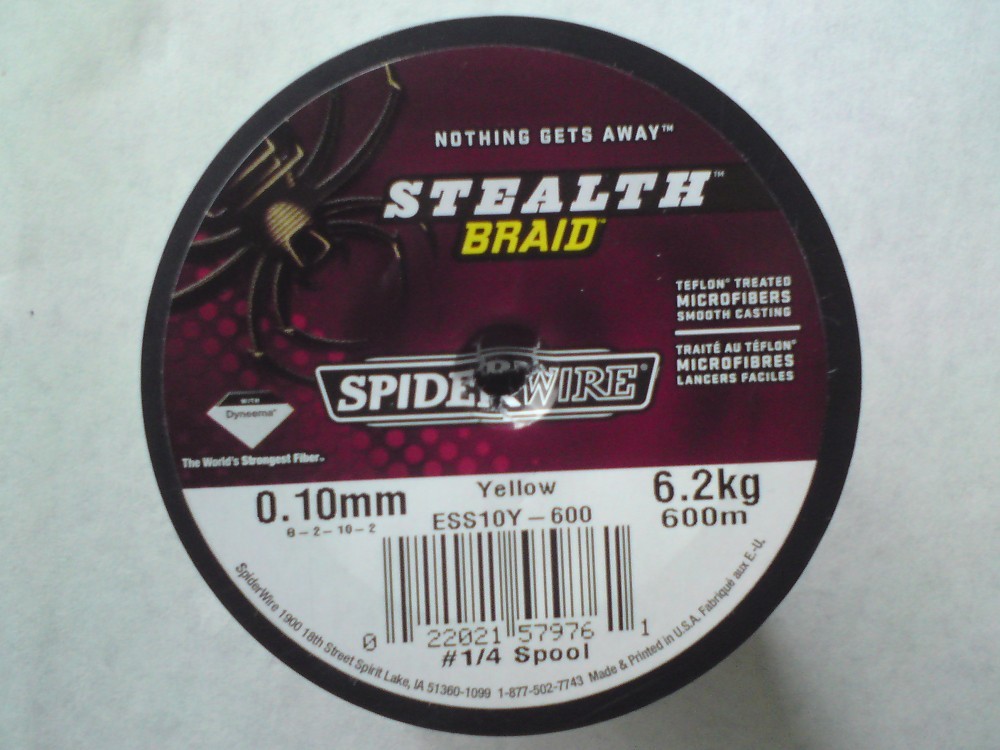 NOTHING GETS AWAY™
STEALTH™
BRAID™
TEFLON® TREATED
MICROFIBERS
SMOOTH CASTING
TRAITÉ AU TÉFLON®
MICROFIBRES
LANCERS FACILES
SPIDERWIRE®
WITH
Dyneema®
The World's Strongest Fiber™
0.10mm
8-2-10-2
Yellow
ESS10Y-600
6.2kg
600m
0 22021 57976 1
#1/4 Spool
SpiderWire 1900 18th Street Spirit Lake, IA 51360-1099 1-877-502-7743 Made & Printed in U.S.A. Fabriqué aux E.-U.